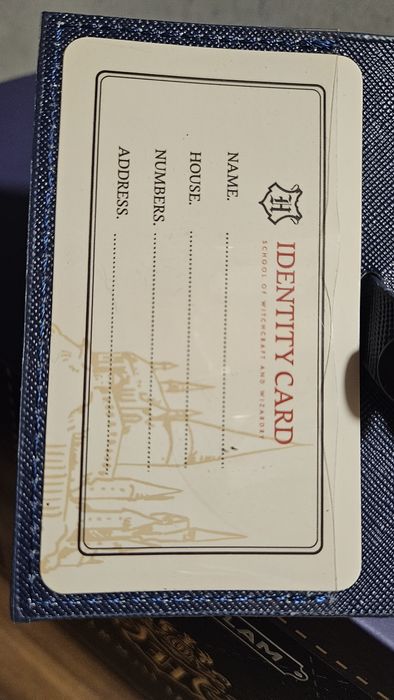 H
IDENTITY CARD
SCHOOL OF WITCHCRAFT AND WIZARDRY
NAME.
HOUSE.
NUMBERS.
ADDRESS.